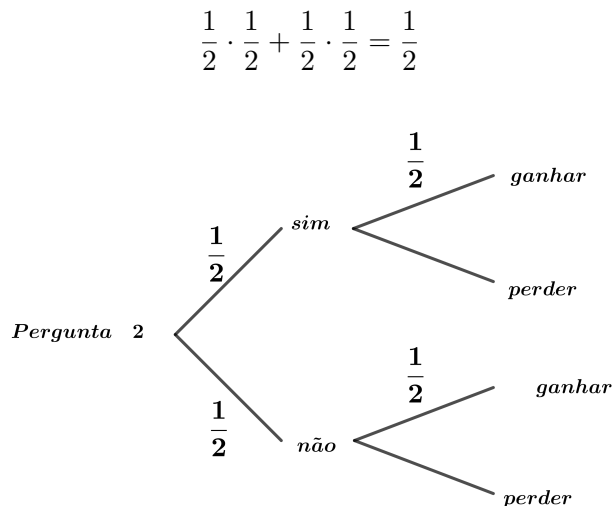 1/2 · 1/2 + 1/2 · 1/2 = 1/2
1/2
ganhar
1/2
sim
perder
Pergunta 2
1/2
ganhar
1/2
não
perder